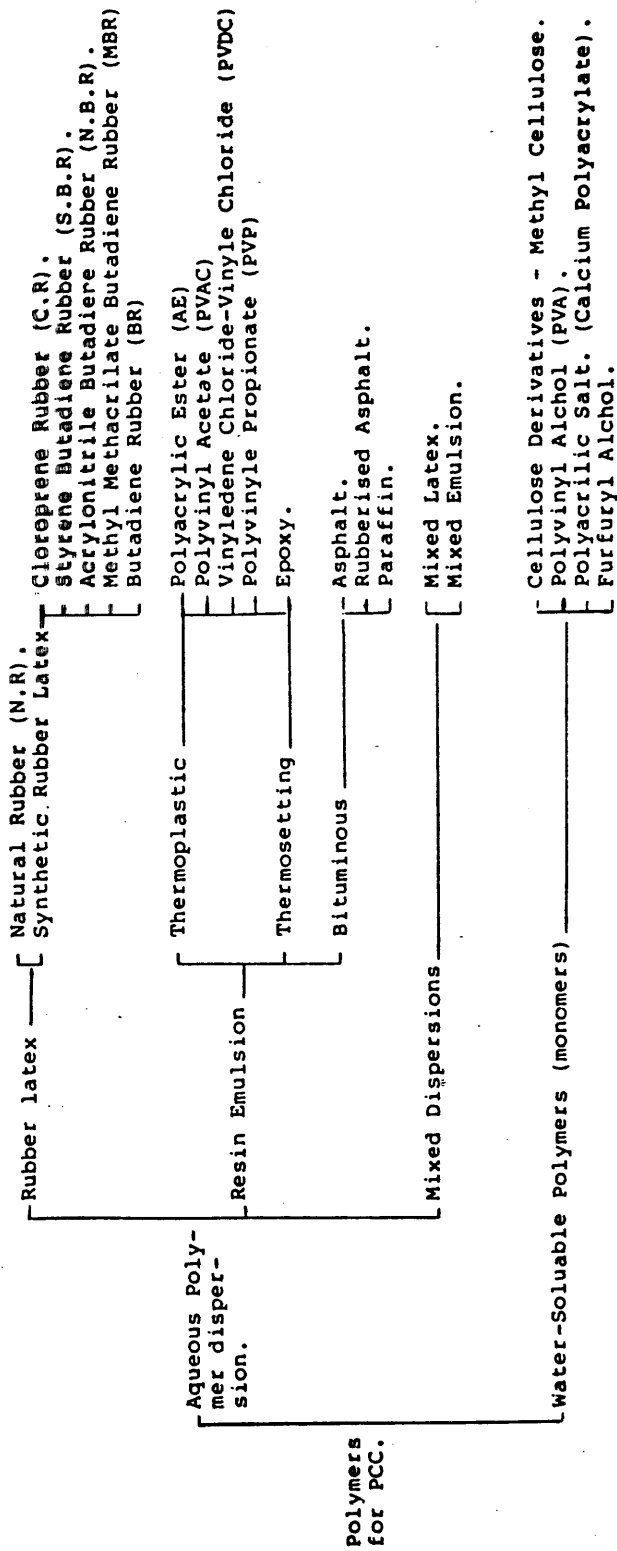 Polymers
for PCC.
Aqueous Poly-
mer disper-
sion.
Rubber latex
Natural Rubber (N.R).
Synthetic Rubber Latex
Cloroprene Rubber (C.R).
Styrene Butadiene Rubber (S.B.R).
Acrylonitrile Butadiere Rubber (N.B.R).
Methyl Methacrilate Butadiene Rubber (MBR)
Butadiene Rubber (BR)
Resin Emulsion
Thermoplastic
Polyacrylic Ester (AE)
Polyvinyl Acetate (PVAC)
Vinyledene Chloride-Vinyle Chloride (PVDC)
Polyvinyle Propionate (PVP)
Thermosetting
Epoxy.
Bituminous
Asphalt.
Rubberised Asphalt.
Paraffin.
Mixed Dispersions
Mixed Latex.
Mixed Emulsion.
Water-Soluable Polymers (monomers)
Cellulose Derivatives - Methyl Cellulose.
Polyvinyl Alchol (PVA).
Polyacrilic Salt. (Calcium Polyacrylate).
Furfuryl Alchol.